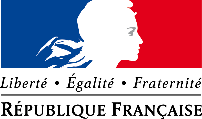 Liberté • Égalité • Fraternité
RÉPUBLIQUE FRANÇAISE